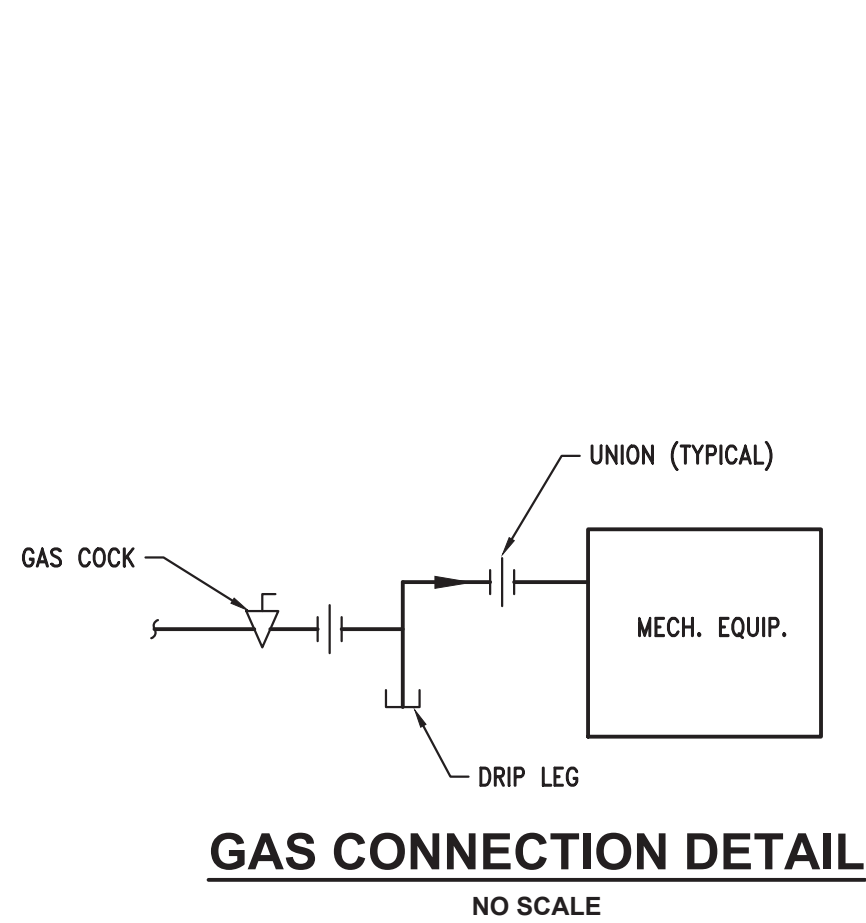 UNION (TYPICAL)
GAS COCK
MECH. EQUIP.
DRIP LEG
GAS CONNECTION DETAIL
NO SCALE